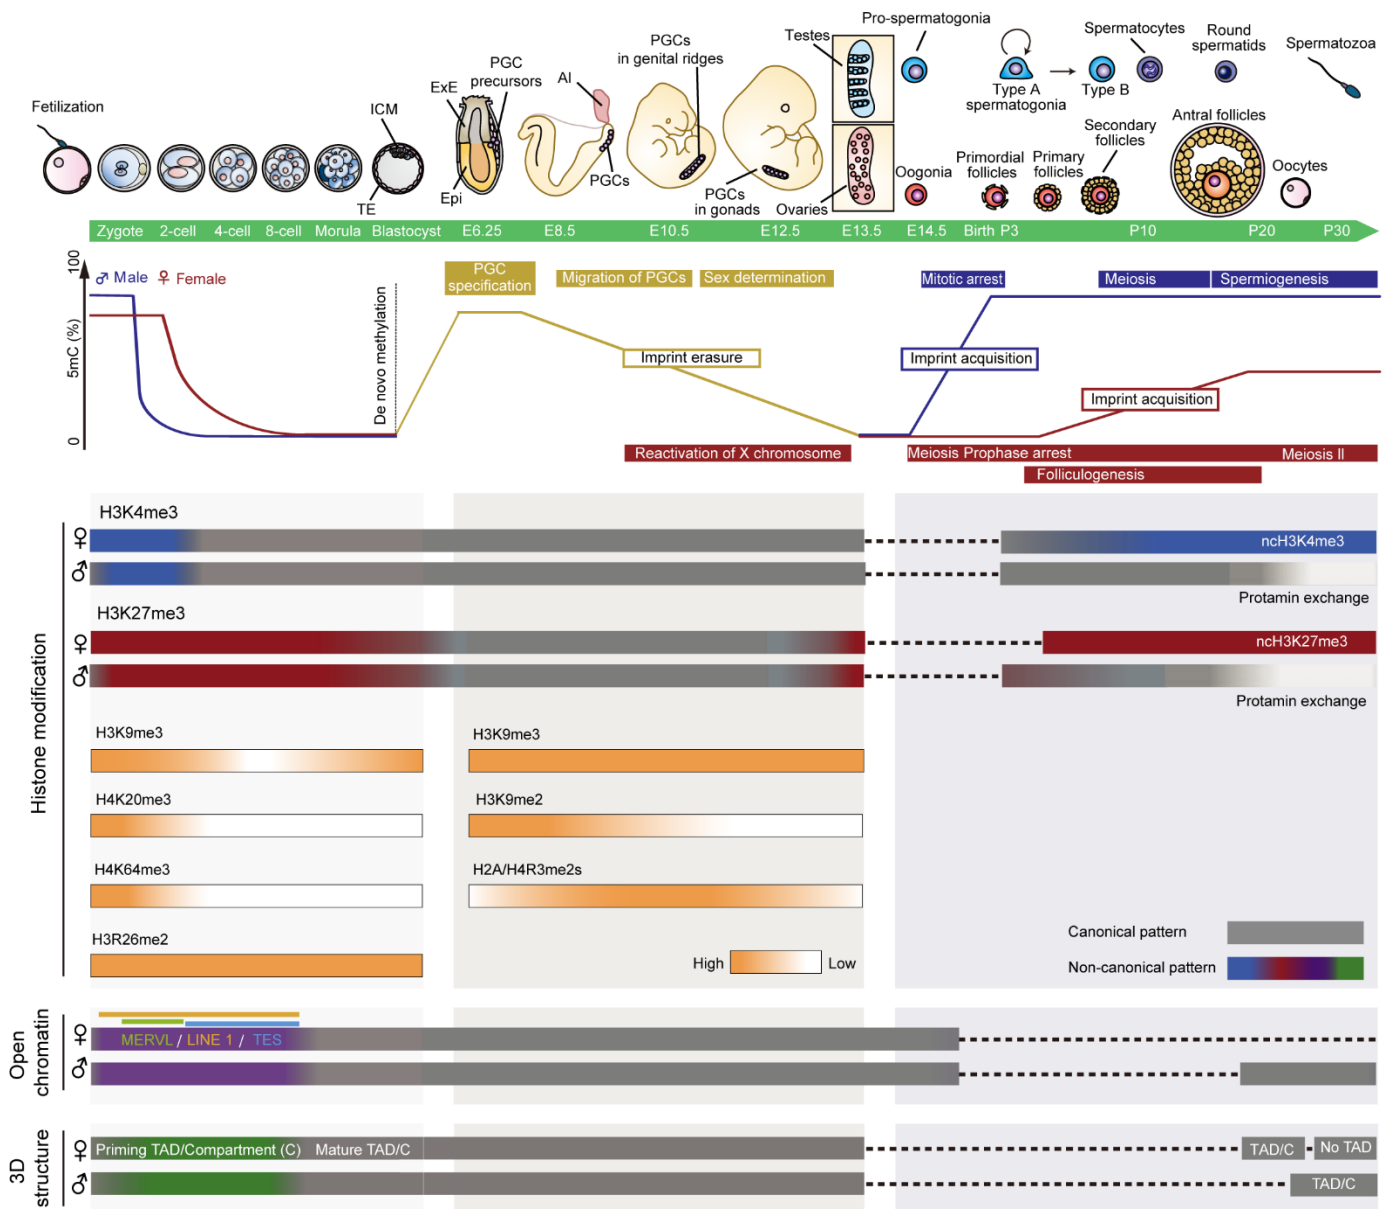 Fetilization
ICM
TE
ExE
PGC
precursors
Epi
AI
PGCs
PGCs
in genital ridges
PGCs
in gonads
Testes
Ovaries
Pro-spermatogonia
Oogonia
Type A
spermatogonia
Type B
Spermatocytes
Round
spermatids
Spermatozoa
Primordial
follicles
Primary
follicles
Secondary
follicles
Antral follicles
Oocytes
Zygote 2-cell 4-cell 8-cell Morula Blastocyst E6.25 E8.5 E10.5 E12.5 E13.5 E14.5 Birth P3 P10 P20 P30
100
5mC (%)
0
♂ Male ♀ Female
De novo methylation
PGC
specification
Migration of PGCs
Sex determination
Mitotic arrest
Meiosis
Spermiogenesis
Imprint erasure
Imprint acquisition
Imprint acquisition
Reactivation of X chromosome
Meiosis Prophase arrest
Meiosis II
Folliculogenesis
Histone modification
H3K4me3
♀
ncH3K4me3
♂
Protamin exchange
H3K27me3
♀
ncH3K27me3
♂
Protamin exchange
H3K9me3
H3K9me3
H4K20me3
H3K9me2
H4K64me3
H2A/H4R3me2s
H3R26me2
High
Low
Canonical pattern
Non-canonical pattern
Open
chromatin
♀
MERVL / LINE 1 / TES
♂
3D
structure
♀
Priming TAD/Compartment (C) Mature TAD/C
TAD/C
No TAD
♂
TAD/C